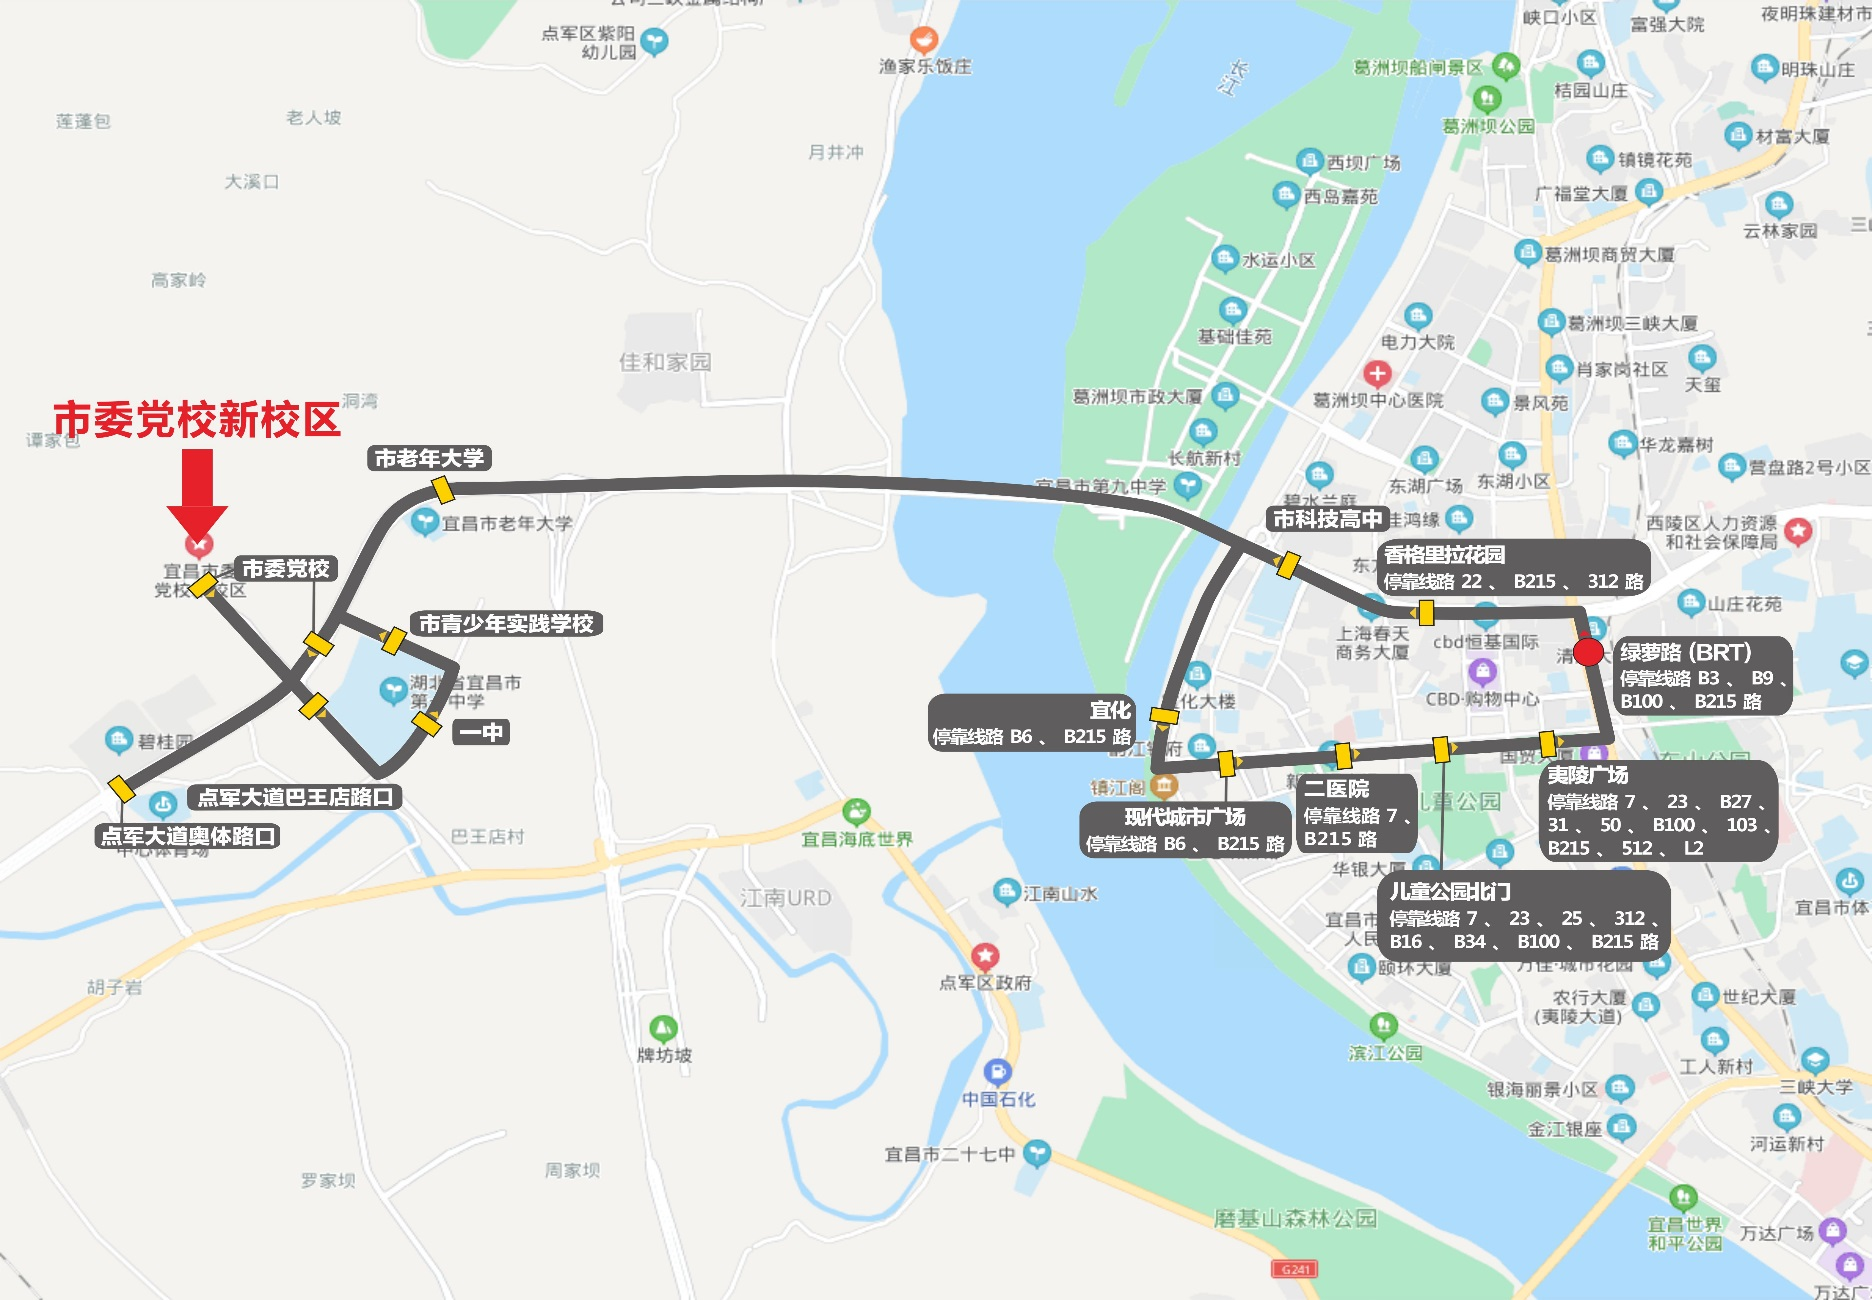 点军区紫阳
幼儿园
渔家乐饭庄
长江
葛洲坝船闸景区
葛洲坝公园
峡口小区
富强大院
夜明珠建材市
桔园山庄
明珠山庄
材富大厦
镇镜花苑
广福堂大厦
云林家园
葛洲坝商贸大厦
莲蓬包
老人坡
大溪口
月井冲
高家岭
西坝广场
西岛嘉苑
水运小区
基础佳苑
葛洲坝三峡大厦
电力大院
肖家岗社区
天玺
佳和家园
葛洲坝市政大厦
葛洲坝中心医院
景风苑
洞湾
市委党校新校区
谭家包
华龙嘉树
长航新村
营盘路2号小区
市老年大学
宜昌市第九中学
碧水兰庭
东湖广场
东湖小区
宜昌市老年大学
市科技高中
佳鸿缘
西陵区人力资源
和社会保障局
香格里拉花园
停靠线路 22 、 B215 、 312 路
市委党校
市青少年实践学校
山庄花苑
上海春天
商务大厦
cbd恒基国际
绿萝路 (BRT)
停靠线路 B3 、 B9 、
B100 、 B215 路
CBD·购物中心
宜化
停靠线路 B6 、 B215 路
一中
碧桂园
点军大道巴王店路口
点军大道奥体路口
巴王店村
镇江阁
现代城市广场
停靠线路 B6 、 B215 路
二医院
停靠线路 7 、
B215 路
儿童公园
夷陵广场
停靠线路 7 、 23 、 B27 、
31 、 50 、 B100 、 103 、
B215 、 512 、 L2
宜昌海底世界
华银大厦
儿童公园北门
停靠线路 7 、 23 、 25 、 312 、
B16 、 B34 、 B100 、 B215 路
江南URD
江南山水
宜昌市体
颐环大厦
万佳·城市花园
点军区政府
胡子岩
农行大厦
(夷陵大道)
世纪大厦
牌坊坡
滨江公园
工人新村
中国石化
银海丽景小区
三峡大学
金江银座
河运新村
宜昌市二十七中
罗家坝
周家坝
磨基山森林公园
宜昌世界
和平公园
万达广场
G241
万达广